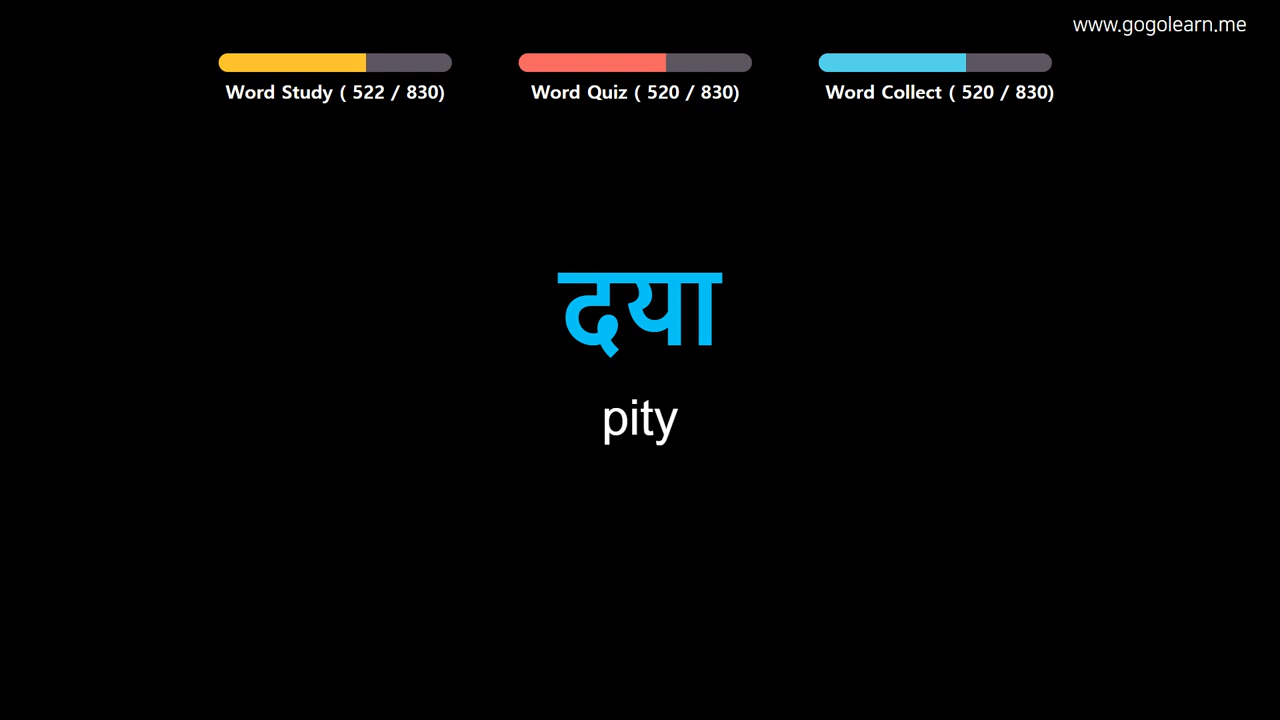 www.gogolearn.me
Word Study ( 522 / 830)
Word Quiz ( 520 / 830)
Word Collect ( 520 / 830)
दया
pity